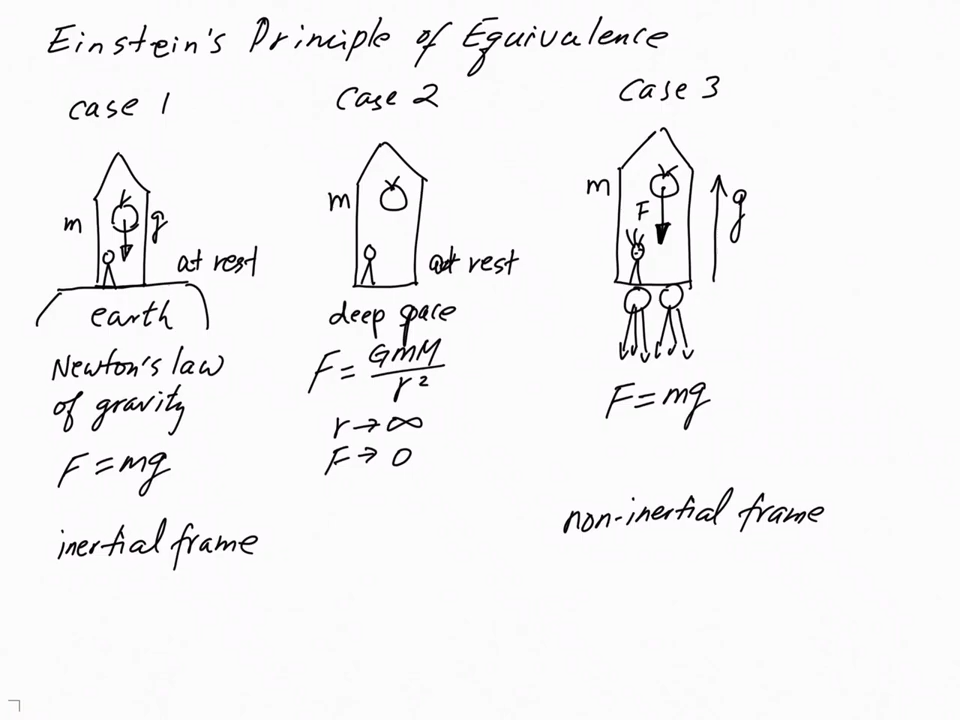 Einstein's Principle of Equivalence
case 1
m
g
at rest
earth
Newton's law
of gravity
F = mg
inertial frame
Case 2
m
at rest
deep space
F = GmM / r²
r → ∞
F → 0
Case 3
m
F
g
F = mg
non-inertial frame